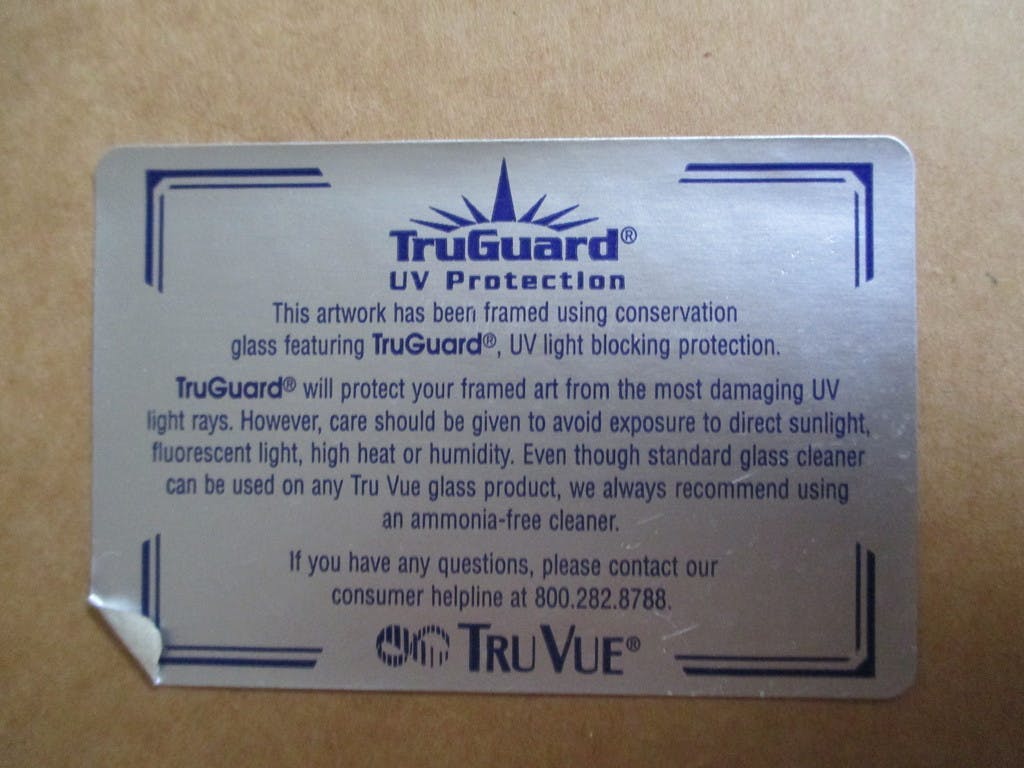 TruGuard®
UV Protection
This artwork has been framed using conservation
glass featuring TruGuard®, UV light blocking protection.
TruGuard® will protect your framed art from the most damaging UV
light rays. However, care should be given to avoid exposure to direct sunlight,
fluorescent light, high heat or humidity. Even though standard glass cleaner
can be used on any Tru Vue glass product, we always recommend using
an ammonia-free cleaner.
If you have any questions, please contact our
consumer helpline at 800.282.8788.
TRU VUE®